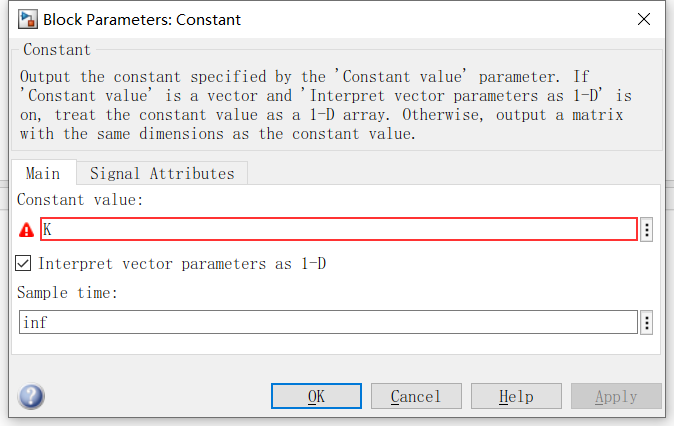 Block Parameters: Constant
Constant
Output the constant specified by the 'Constant value' parameter. If
'Constant value' is a vector and 'Interpret vector parameters as 1-D' is
on, treat the constant value as a 1-D array. Otherwise, output a matrix
with the same dimensions as the constant value.
Main Signal Attributes
Constant value:
K
Interpret vector parameters as 1-D
Sample time:
inf
OK Cancel Help Apply